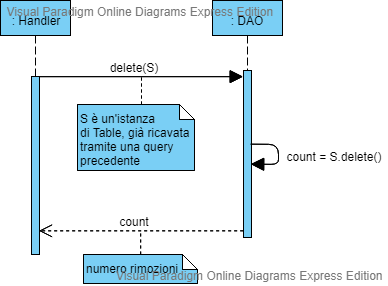 Visual Paradigm Online Diagrams Express Edition
: Handler
: DAO
delete(S)
S è un'istanza
di Table, già ricavata
tramite una query
precedente
count = S.delete()
count
numero rimozioni
Visual Paradigm Online Diagrams Express Edition